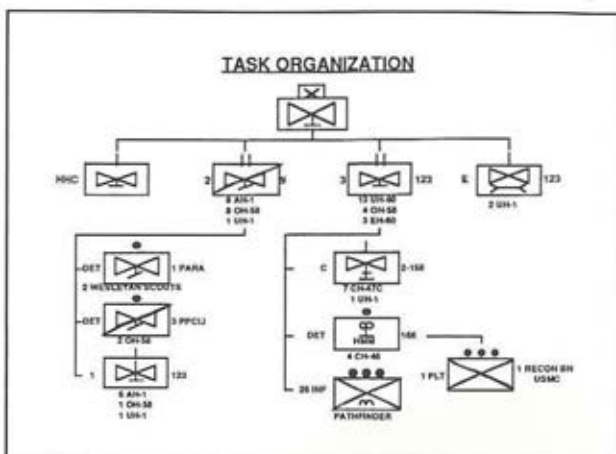 TASK ORGANIZATION
HHC
2
9
8 AH-1
8 OH-58
1 UH-1
3
123
13 UH-60
4 OH-58
3 EH-60
E
123
2 UH-1
DET
1 PARA
2 WESLETAN SCOUTS
DET
3 PPCLI
2 OH-58
1
123
6 AH-1
1 OH-58
1 UH-1
C
2-158
7 CH-47C
1 UH-1
DET
166
4 CH-46
26 INF
PATHFINDER
1 PLT
1 RECON BN
USMC